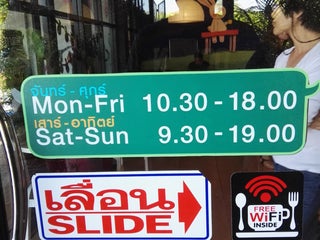 จันทร์ - ศุกร์
Mon-Fri 10.30 - 18.00
เสาร์ - อาทิตย์
Sat-Sun 9.30 - 19.00
เลื่อน
SLIDE
FREE
WiFi
INSIDE